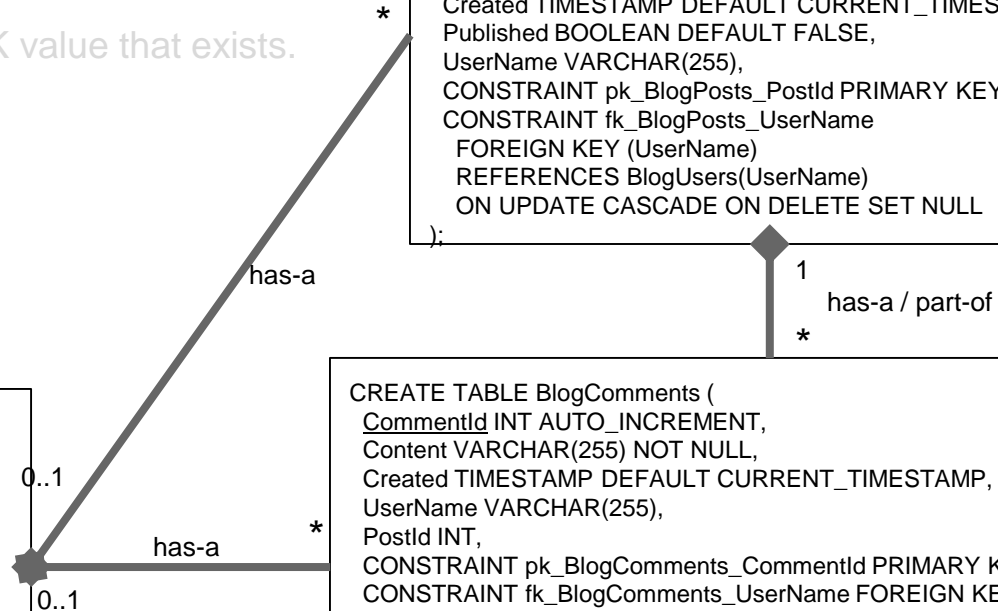 *
Created TIMESTAMP DEFAULT
K value that exists.
Published BOOLEAN DEFAULT FALSE,
UserName VARCHAR(255),
CONSTRAINT pk_BlogPosts_PostId PRIMARY KEY
CONSTRAINT fk_BlogPosts_UserName
FOREIGN KEY (UserName)
REFERENCES BlogUsers(UserName)
ON UPDATE CASCADE ON DELETE SET NULL
);
has-a
1
has-a / part-of
*
CREATE TABLE BlogComments (
CommentId INT AUTO_INCREMENT,
Content VARCHAR(255) NOT NULL,
Created TIMESTAMP DEFAULT CURRENT_TIMESTAMP,
0..1
UserName VARCHAR(255),
*
PostId INT,
has-a
CONSTRAINT pk_BlogComments_CommentId PRIMARY
CONSTRAINT fk_BlogComments_UserName FOREIGN
0..1